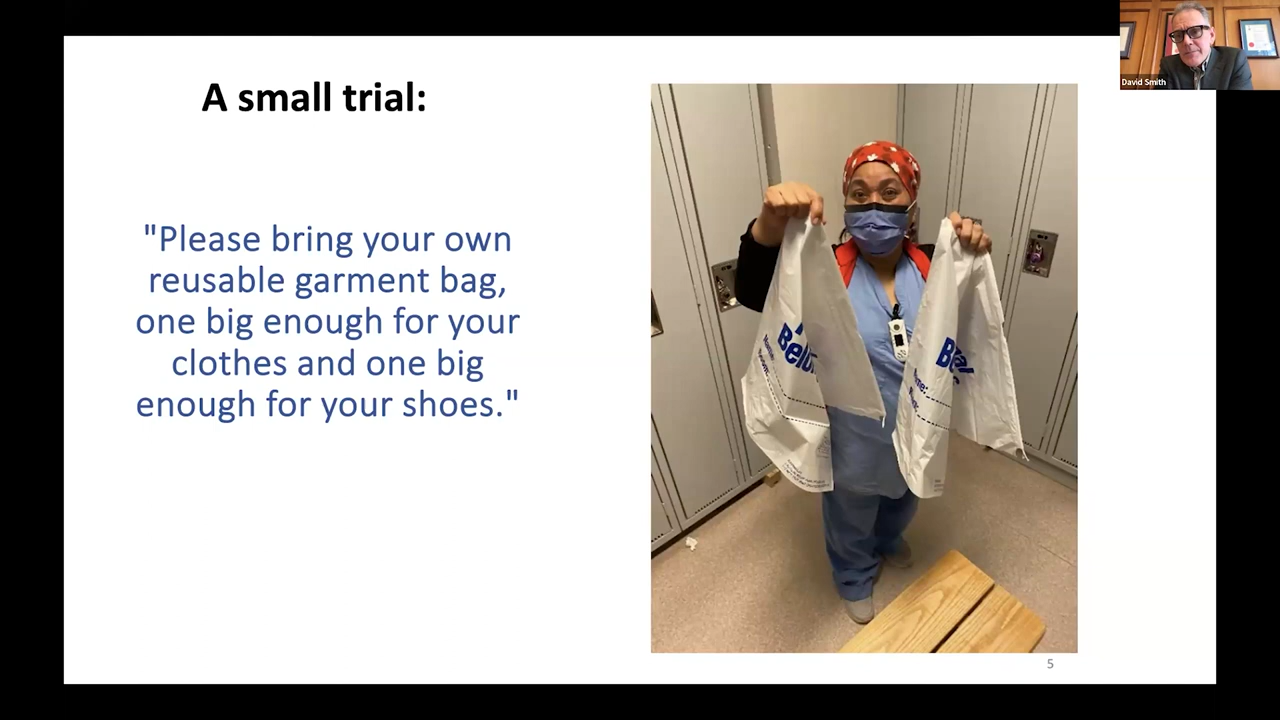 David Smith
A small trial:
"Please bring your own
reusable garment bag,
one big enough for your
clothes and one big
enough for your shoes."
5